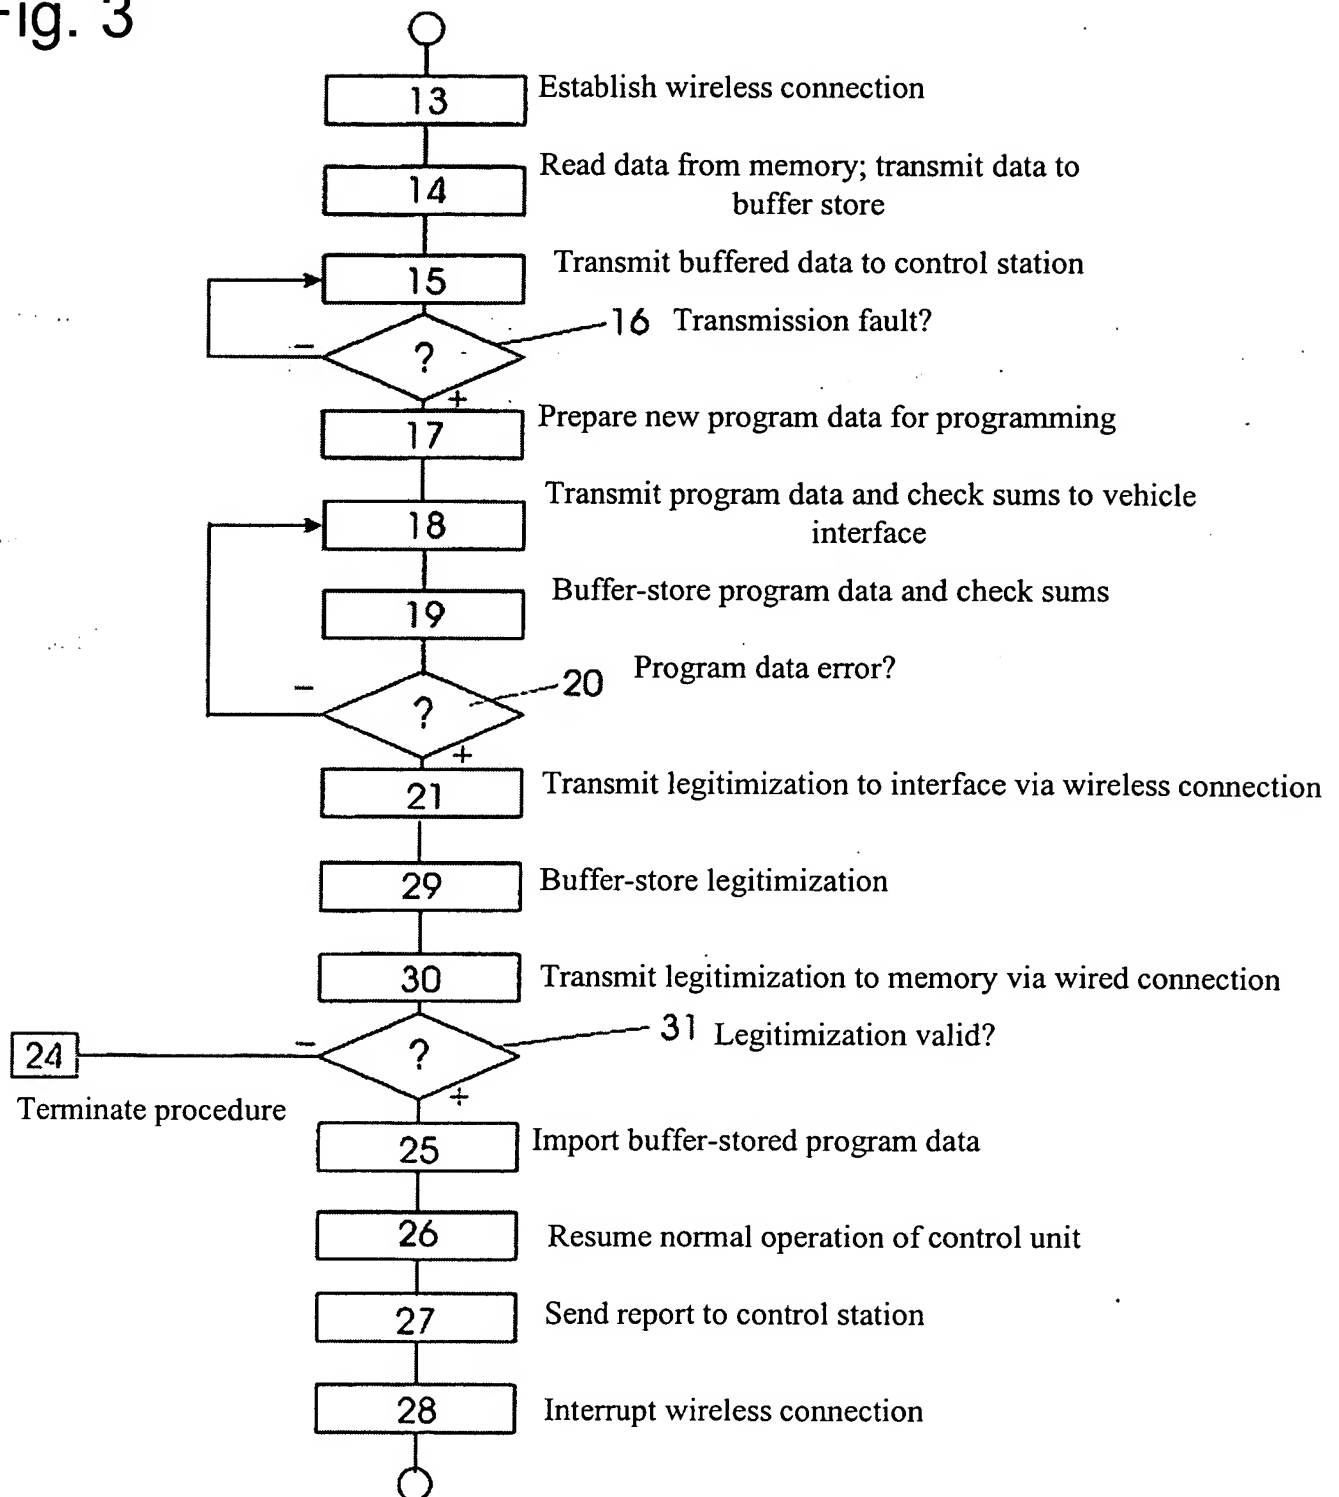 Fig. 3
13 Establish wireless connection
14 Read data from memory; transmit data to
buffer store
15 Transmit buffered data to control station
16 Transmission fault?
– ?
+
17 Prepare new program data for programming
18 Transmit program data and check sums to vehicle
interface
19 Buffer-store program data and check sums
20 Program data error?
– ?
+
21 Transmit legitimization to interface via wireless connection
29 Buffer-store legitimization
30 Transmit legitimization to memory via wired connection
31 Legitimization valid?
24 – ?
+
Terminate procedure
25 Import buffer-stored program data
26 Resume normal operation of control unit
27 Send report to control station
28 Interrupt wireless connection